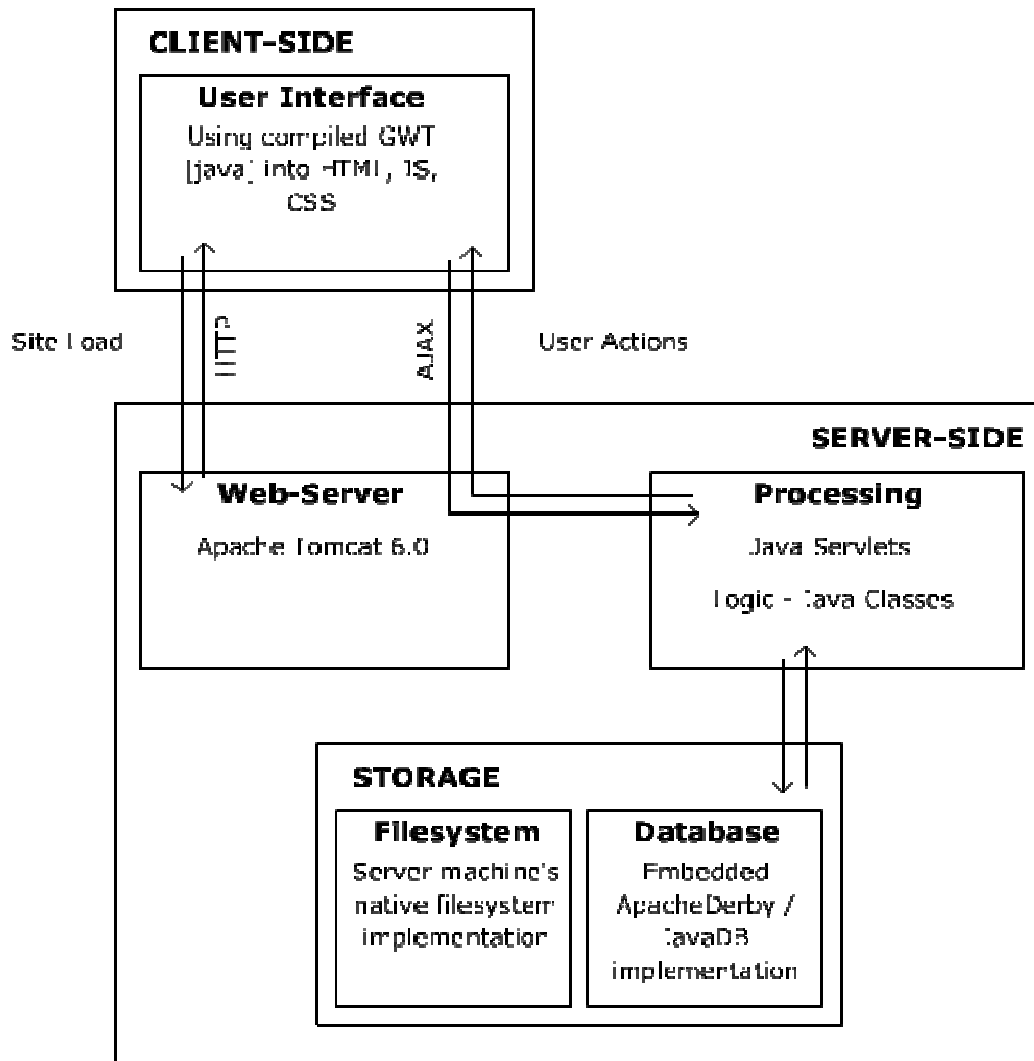 CLIENT-SIDE
User Interface
Using compiled GWT
[java] into HTML, JS,
CSS
Site Load
HTTP
AJAX
User Actions
SERVER-SIDE
Web-Server
Apache Tomcat 6.0
Processing
Java Servlets
Logic - Java Classes
STORAGE
Filesystem
Server machine's
native filesystem
implementation
Database
Embedded
ApacheDerby /
JavaDB
implementation